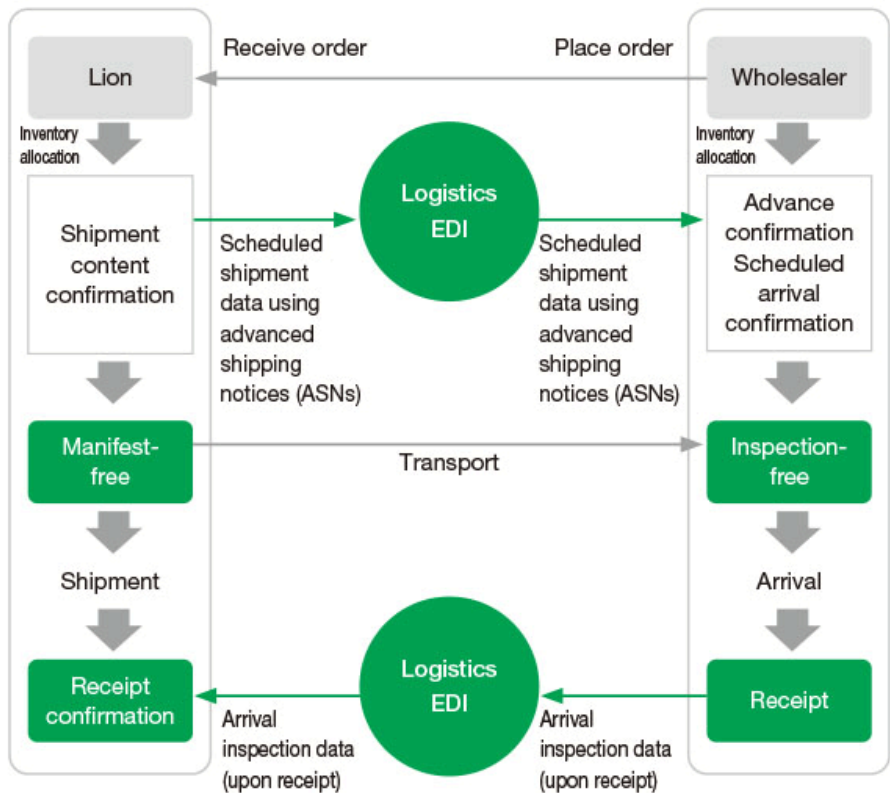 Receive order
Place order
Lion
Wholesaler
Inventory
allocation
Inventory
allocation
Logistics
EDI
Shipment
content
confirmation
Scheduled
shipment
data using
advanced
shipping
notices (ASNs)
Scheduled
shipment
data using
advanced
shipping
notices (ASNs)
Advance
confirmation
Scheduled
arrival
confirmation
Manifest-
free
Transport
Inspection-
free
Shipment
Arrival
Logistics
EDI
Receipt
confirmation
Arrival
inspection data
(upon receipt)
Arrival
inspection data
(upon receipt)
Receipt